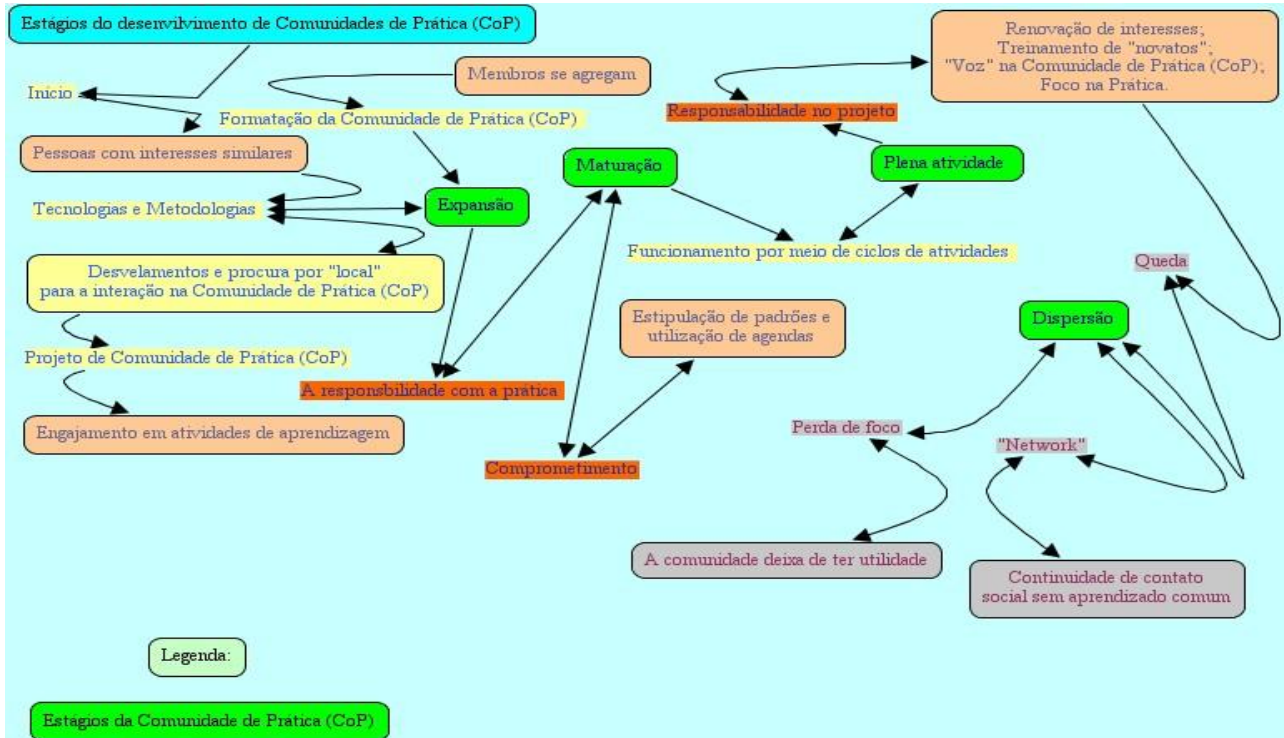 Estágios do desenvilvimento de Comunidades de Prática (CoP)
Renovação de interesses;
Treinamento de "novatos";
"Voz" na Comunidade de Prática (CoP);
Foco na Prática.
Membros se agregam
Início
Formatação da Comunidade de Prática (CoP)
Responsabilidade no projeto
Pessoas com interesses similares
Maturação
Plena atividade
Tecnologias e Metodologias
Expansão
Funcionamento por meio de ciclos de atividades
Desvelamentos e procura por "local"
para a interação na Comunidade de Prática (CoP)
Queda
Estipulação de padrões e
utilização de agendas
Dispersão
Projeto de Comunidade de Prática (CoP)
A responsbilidade com a prática
Engajamento em atividades de aprendizagem
Perda de foco
"Network"
Comprometimento
A comunidade deixa de ter utilidade
Continuidade de contato
social sem aprendizado comum
Legenda:
Estágios da Comunidade de Prática (CoP)